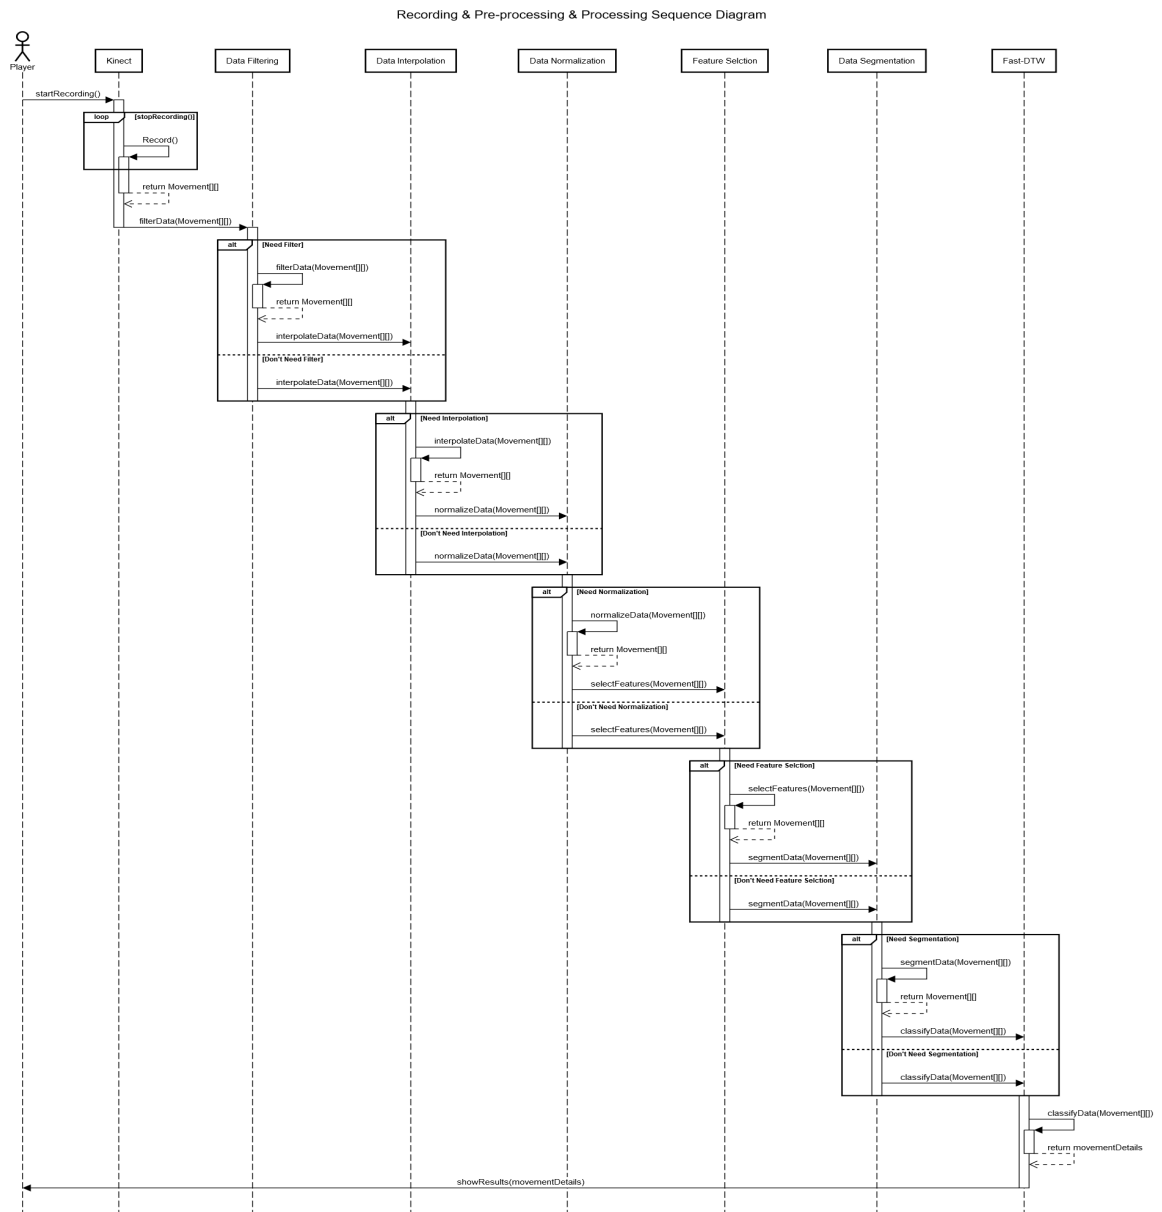 Recording & Pre-processing & Processing Sequence Diagram
Player
Kinect
Data Filtering
Data Interpolation
Data Normalization
Feature Selction
Data Segmentation
Fast-DTW
startRecording()
loop
[stopRecording()]
Record()
return Movement[][]
filterData(Movement[][])
alt
[Need Filter]
filterData(Movement[][])
return Movement[][]
interpolateData(Movement[][])
[Don't Need Filter]
interpolateData(Movement[][])
alt
[Need Interpolation]
interpolateData(Movement[][])
return Movement[][]
normalizeData(Movement[][])
[Don't Need Interpolation]
normalizeData(Movement[][])
alt
[Need Normalization]
normalizeData(Movement[][])
return Movement[][]
selectFeatures(Movement[][])
[Don't Need Normalization]
selectFeatures(Movement[][])
alt
[Need Feature Selction]
selectFeatures(Movement[][])
return Movement[][]
segmentData(Movement[][])
[Don't Need Feature Selction]
segmentData(Movement[][])
alt
[Need Segmentation]
segmentData(Movement[][])
return Movement[][]
classifyData(Movement[][])
[Don't Need Segmentation]
classifyData(Movement[][])
classifyData(Movement[][])
return movementDetails
showResults(movementDetails)